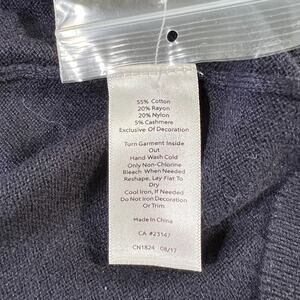 55% Cotton
20% Rayon
20% Nylon
5% Cashmere
Exclusive Of Decoration
Turn Garment Inside
Out
Hand Wash Cold
Only Non-Chlorine
Bleach When Needed
Reshape, Lay Flat To
Dry
Cool Iron, If Needed
Do Not Iron Decoration
Or Trim
Made In China
CA #23147
CN1824 08/17